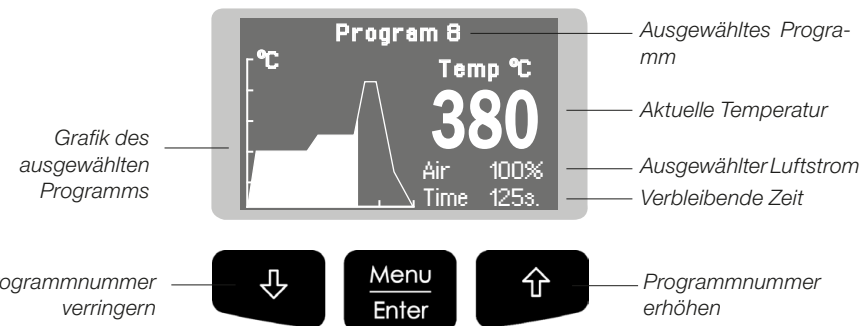 Program 8
°C
Temp °C
380
Air 100%
Time 125s.
Ausgewähltes Progra-
mm
Aktuelle Temperatur
Ausgewählter Luftstrom
Verbleibende Zeit
Grafik des
ausgewählten
Programms
rogrammnummer
verringern
Menu
Enter
Programmnummer
erhöhen